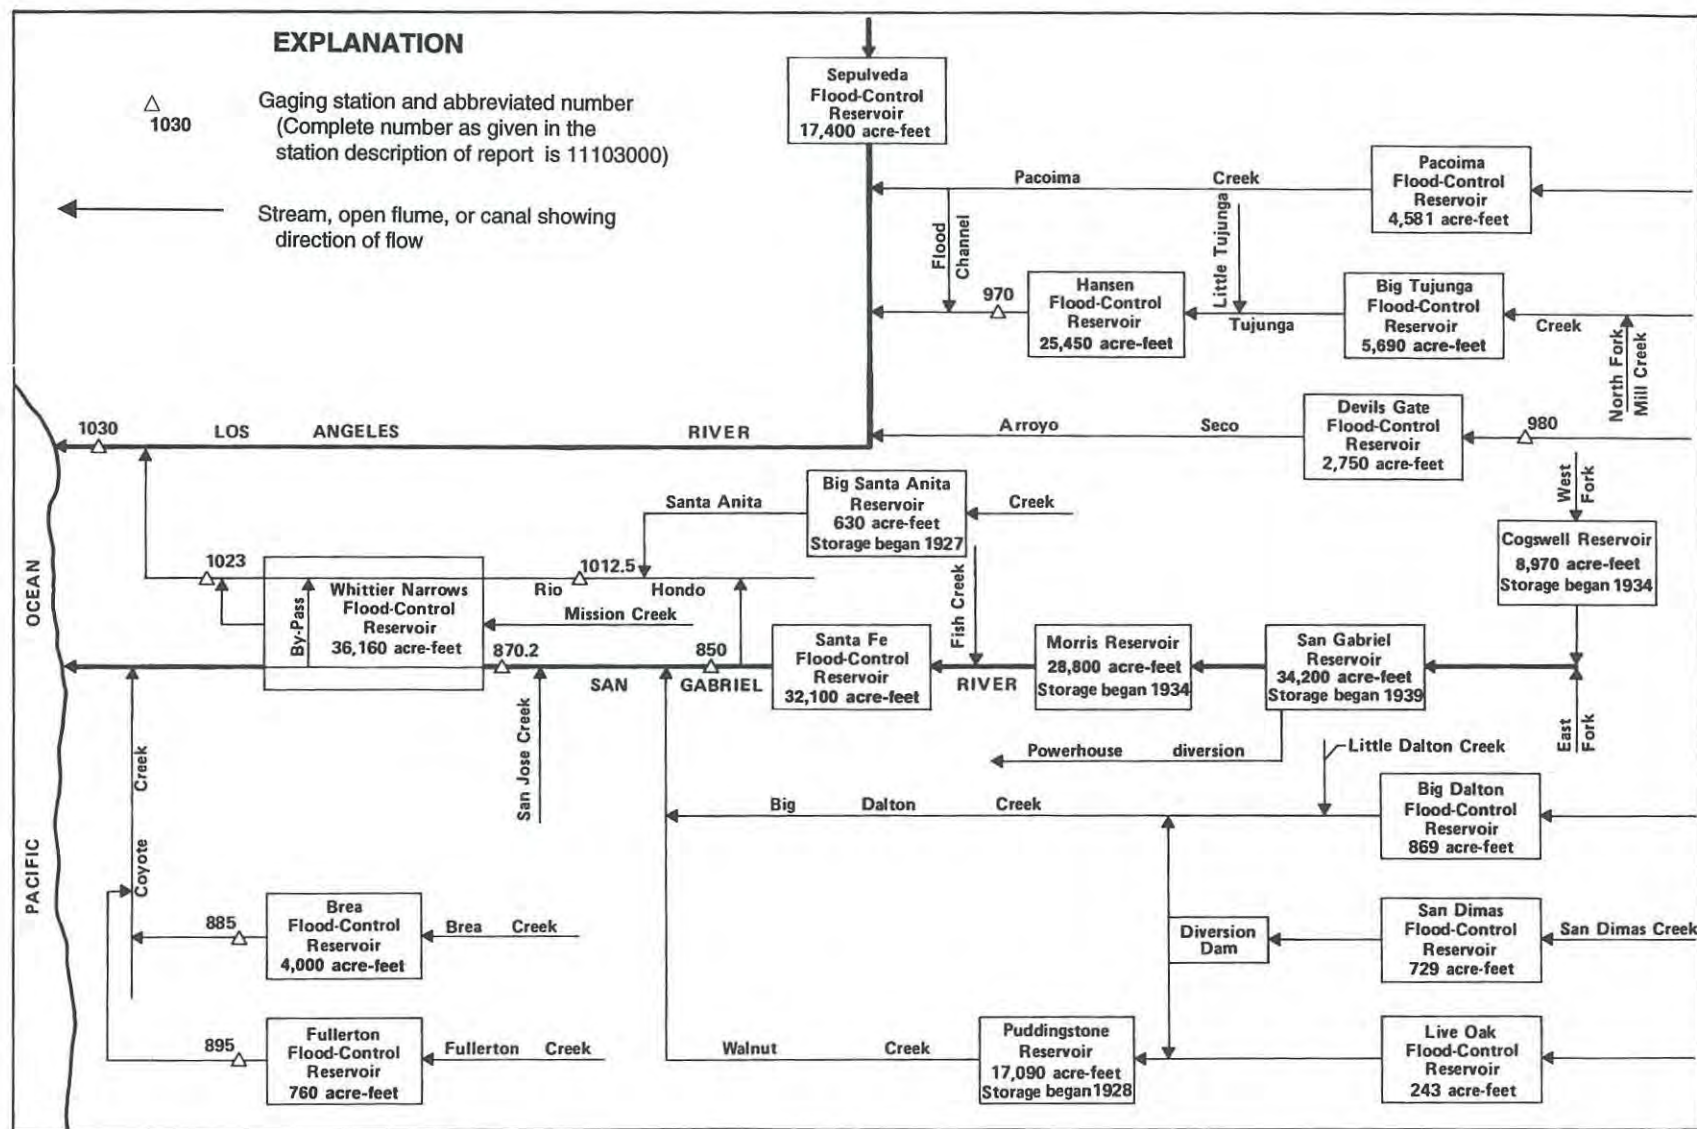 EXPLANATION
1030
Gaging station and abbreviated number
(Complete number as given in the
station description of report is 11103000)
Stream, open flume, or canal showing
direction of flow
Sepulveda
Flood-Control
Reservoir
17,400 acre-feet
Pacoima Creek
Pacoima
Flood-Control
Reservoir
4,581 acre-feet
Flood
Channel
Little Tujunga
970
Hansen
Flood-Control
Reservoir
25,450 acre-feet
Tujunga
Big Tujunga
Flood-Control
Reservoir
5,690 acre-feet
Creek
North Fork
Mill Creek
1030
LOS ANGELES RIVER
Arroyo Seco
Devils Gate
Flood-Control
Reservoir
2,750 acre-feet
980
Santa Anita
Big Santa Anita
Reservoir
630 acre-feet
Storage began 1927
Creek
West
Fork
Cogswell Reservoir
8,970 acre-feet
Storage began 1934
1023
1012.5
Rio Hondo
Whittier Narrows
Flood-Control
Reservoir
36,160 acre-feet
By-Pass
Mission Creek
Fish Creek
870.2
850
SAN GABRIEL RIVER
Santa Fe
Flood-Control
Reservoir
32,100 acre-feet
Morris Reservoir
28,800 acre-feet
Storage began 1934
San Gabriel
Reservoir
34,200 acre-feet
Storage began 1939
East
Fork
OCEAN
PACIFIC
Coyote Creek
San Jose Creek
Powerhouse diversion
Little Dalton Creek
Big Dalton Creek
Big Dalton
Flood-Control
Reservoir
869 acre-feet
885
Brea
Flood-Control
Reservoir
4,000 acre-feet
Brea Creek
Diversion
Dam
San Dimas
Flood-Control
Reservoir
729 acre-feet
San Dimas Creek
895
Fullerton
Flood-Control
Reservoir
760 acre-feet
Fullerton Creek
Walnut Creek
Puddingstone
Reservoir
17,090 acre-feet
Storage began 1928
Live Oak
Flood-Control
Reservoir
243 acre-feet